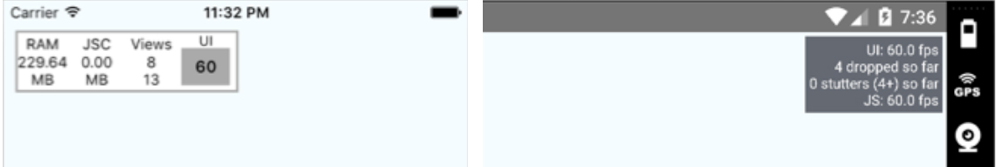 Carrier 11:32 PM
RAM JSC Views UI
229.64 0.00 8 60
MB MB 13
7:36
UI: 60.0 fps
4 dropped so far
0 stutters (4+) so far
JS: 60.0 fps
GPS